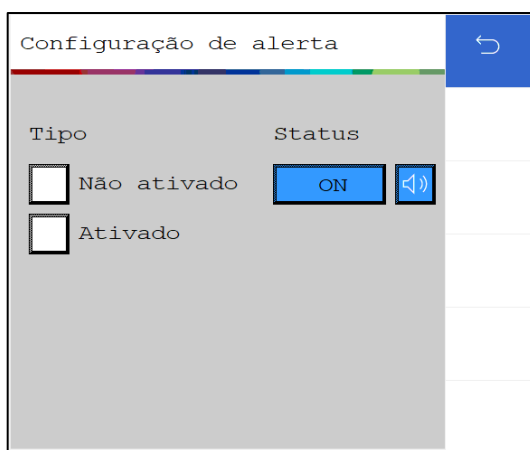 Configuração de alerta
Tipo Status
Não ativado ON
Ativado